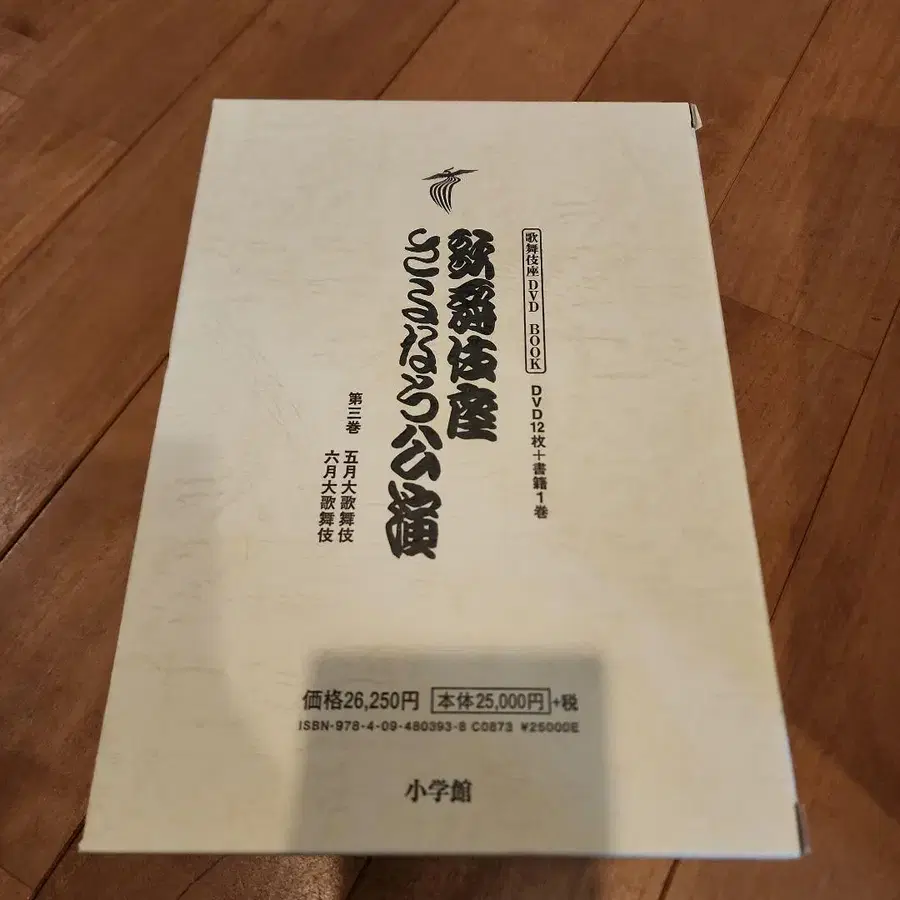 歌舞伎座DVD BOOK
DVD12枚+書籍1巻
歌舞伎座
さよなら公演
第三巻
五月大歌舞伎
六月大歌舞伎
価格26,250円 本体25,000円+税
ISBN-978-4-09-480393-8 C0873 ¥25000E
小学館